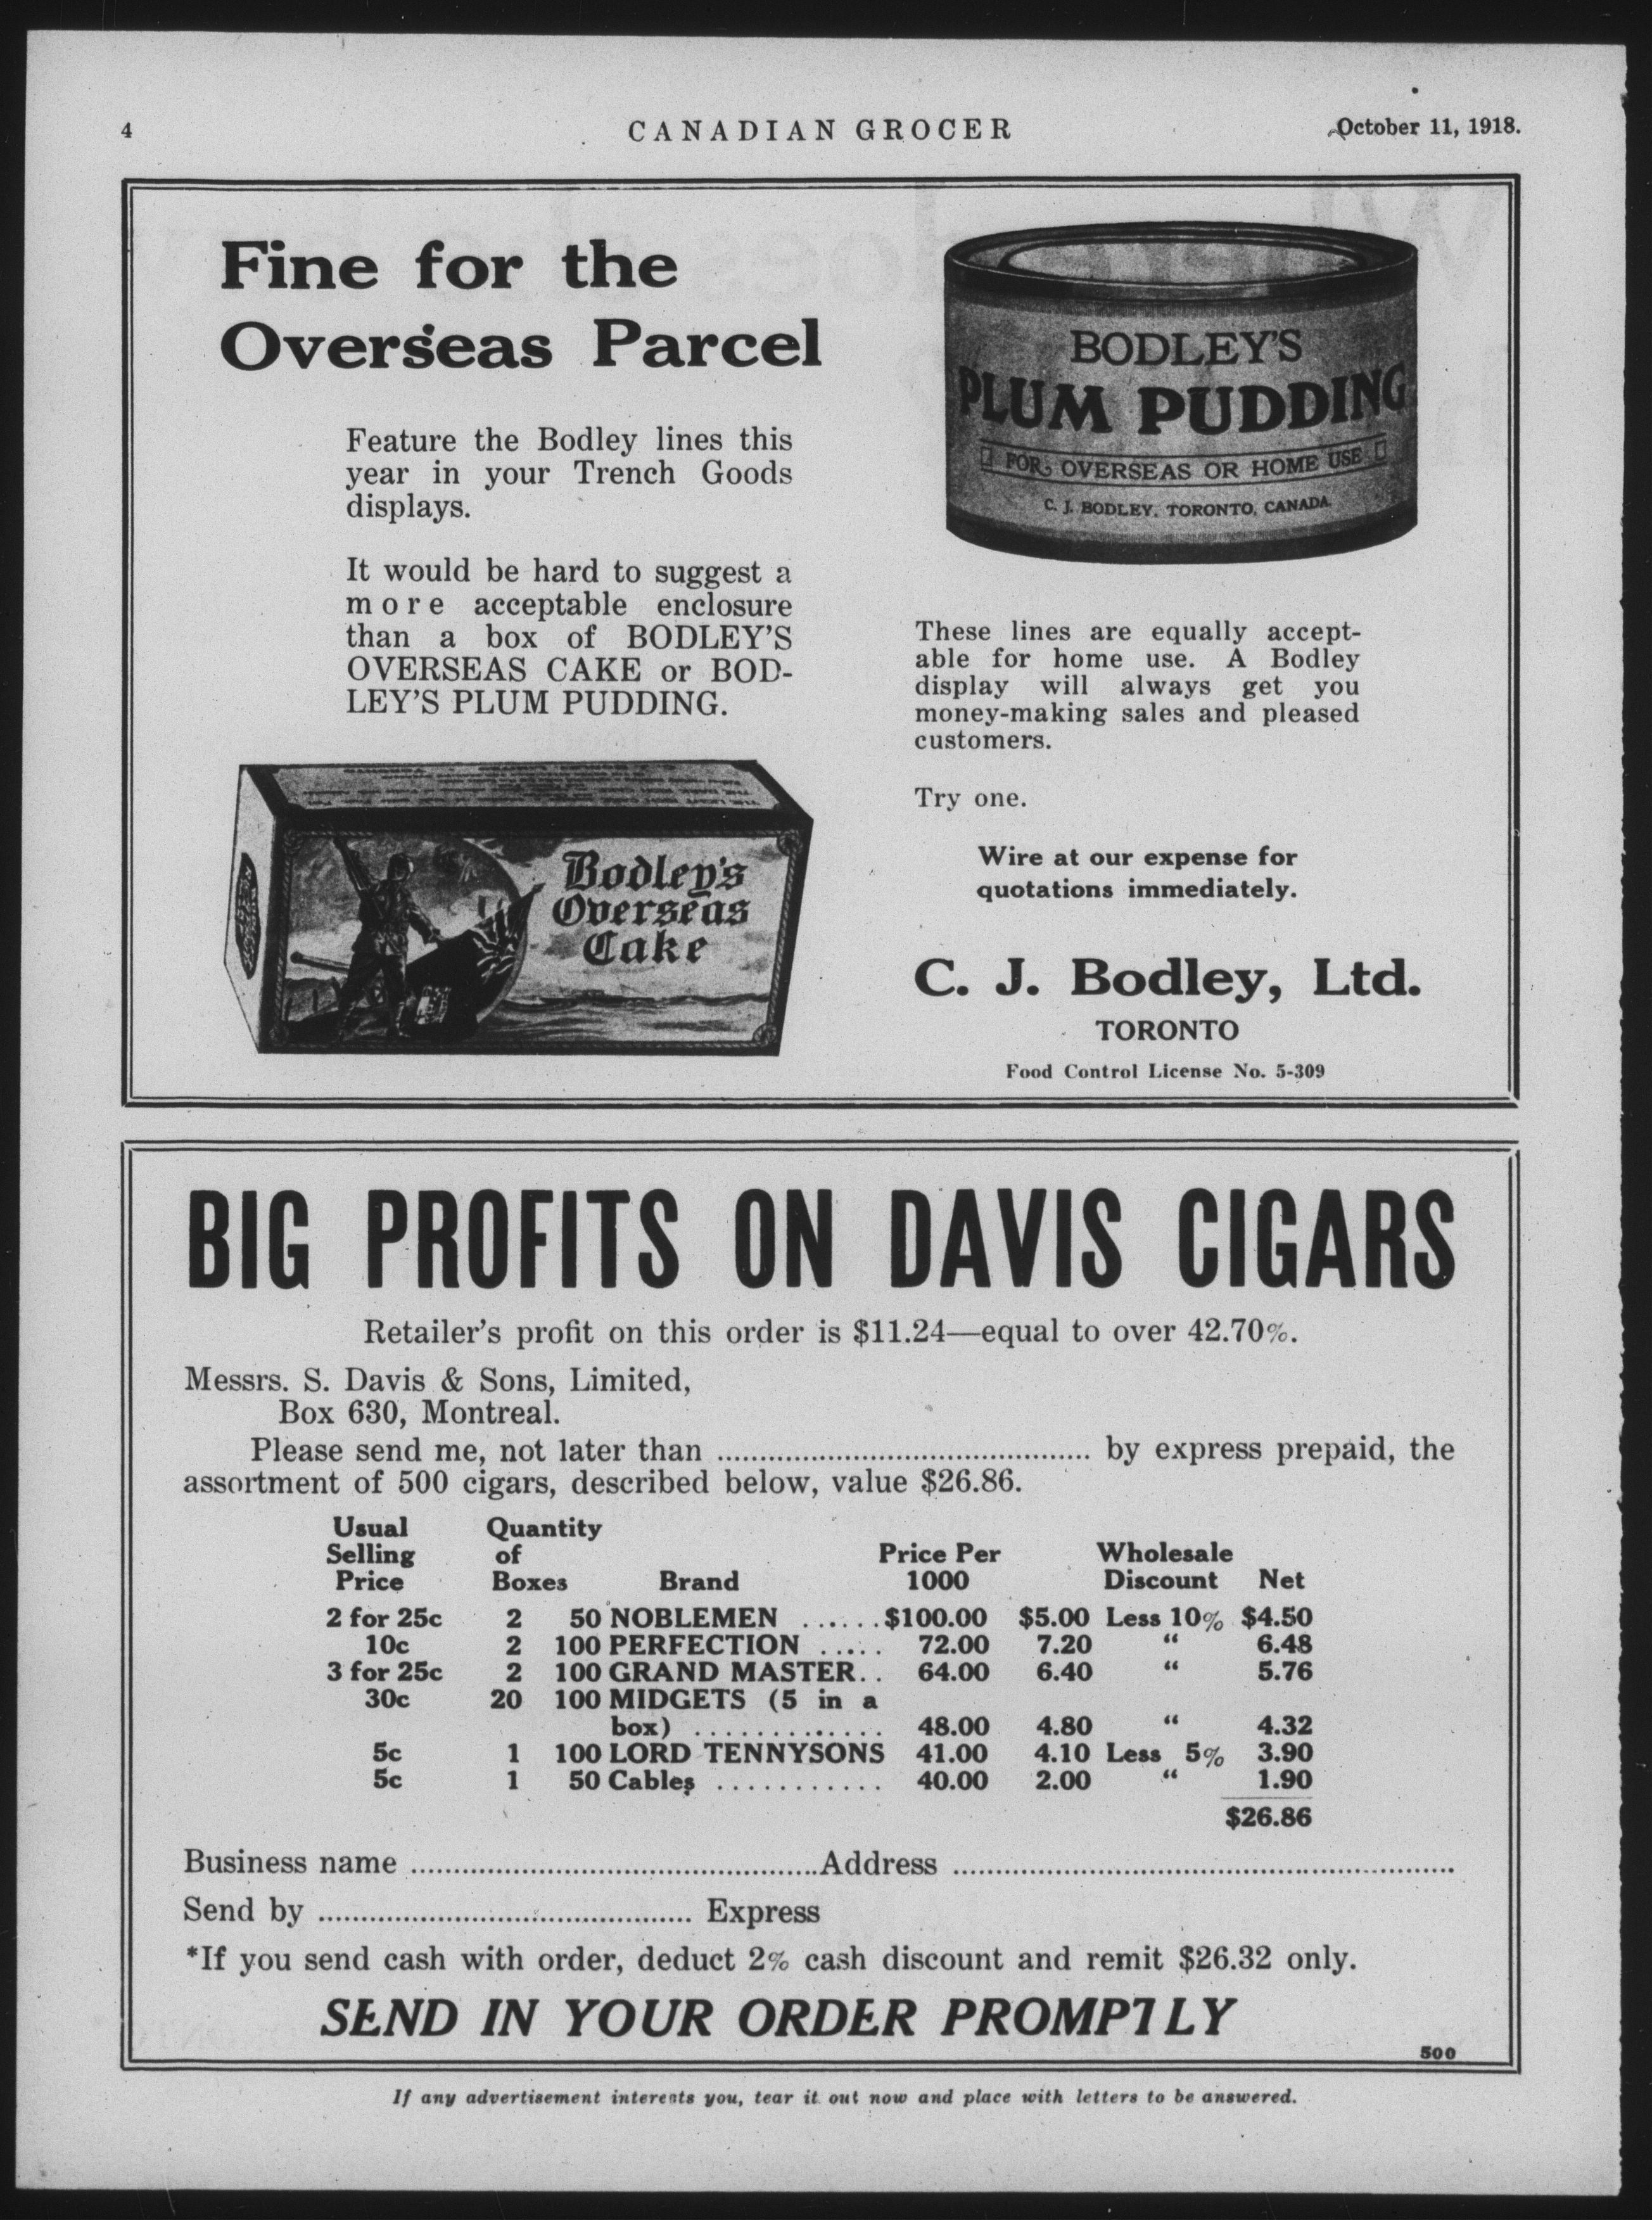 4
CANADIAN GROCER
October 11, 1918.
Fine for the
Overseas Parcel
Feature the Bodley lines this
year in your Trench Goods
displays.
It would be hard to suggest a
more acceptable enclosure
than a box of BODLEY'S
OVERSEAS CAKE or BOD-
LEY'S PLUM PUDDING.
Bodley's
Overseas
Cake
BODLEY'S
PLUM PUDDING
FOR OVERSEAS OR HOME USE
C. J. BODLEY, TORONTO, CANADA
These lines are equally accept-
able for home use. A Bodley
display will always get you
money-making sales and pleased
customers.
Try one.
Wire at our expense for
quotations immediately.
C. J. Bodley, Ltd.
TORONTO
Food Control License No. 5-309
BIG PROFITS ON DAVIS CIGARS
Retailer's profit on this order is $11.24—equal to over 42.70%.
Messrs. S. Davis & Sons, Limited,
Box 630, Montreal.
Please send me, not later than ............................................ by express prepaid, the
assortment of 500 cigars, described below, value $26.86.
Usual Quantity
Selling of Price Per Wholesale
Price Boxes Brand 1000 Discount Net
2 for 25c 2 50 NOBLEMEN ......$100.00 $5.00 Less 10% $4.50
10c 2 100 PERFECTION ..... 72.00 7.20 " 6.48
3 for 25c 2 100 GRAND MASTER.. 64.00 6.40 " 5.76
30c 20 100 MIDGETS (5 in a
box) ............. 48.00 4.80 " 4.32
5c 1 100 LORD TENNYSONS 41.00 4.10 Less 5% 3.90
5c 1 50 Cables ........... 40.00 2.00 " 1.90
$26.86
Business name ................................................Address ...........................................................
Send by ............................................ Express
*If you send cash with order, deduct 2% cash discount and remit $26.32 only.
SEND IN YOUR ORDER PROMPTLY
500
If any advertisement interests you, tear it out now and place with letters to be answered.